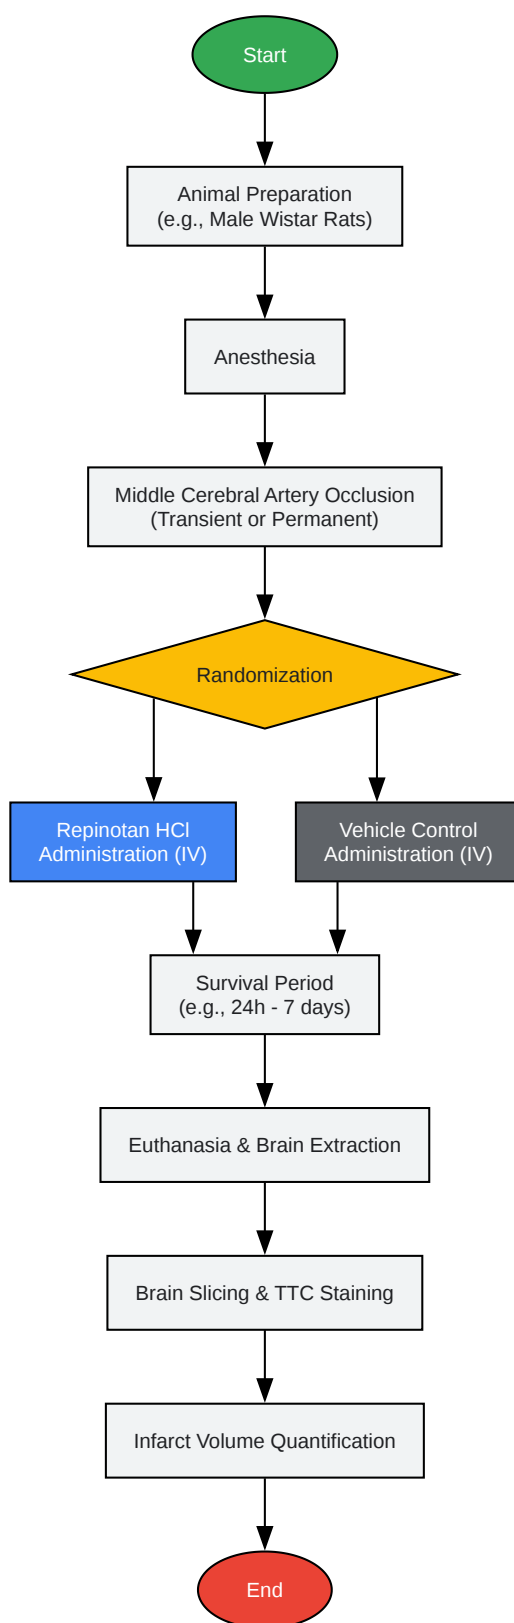 Start
Animal Preparation
(e.g., Male Wistar Rats)
Anesthesia
Middle Cerebral Artery Occlusion
(Transient or Permanent)
Randomization
Repinotan HCl
Administration (IV)
Vehicle Control
Administration (IV)
Survival Period
(e.g., 24h - 7 days)
Euthanasia & Brain Extraction
Brain Slicing & TTC Staining
Infarct Volume Quantification
End